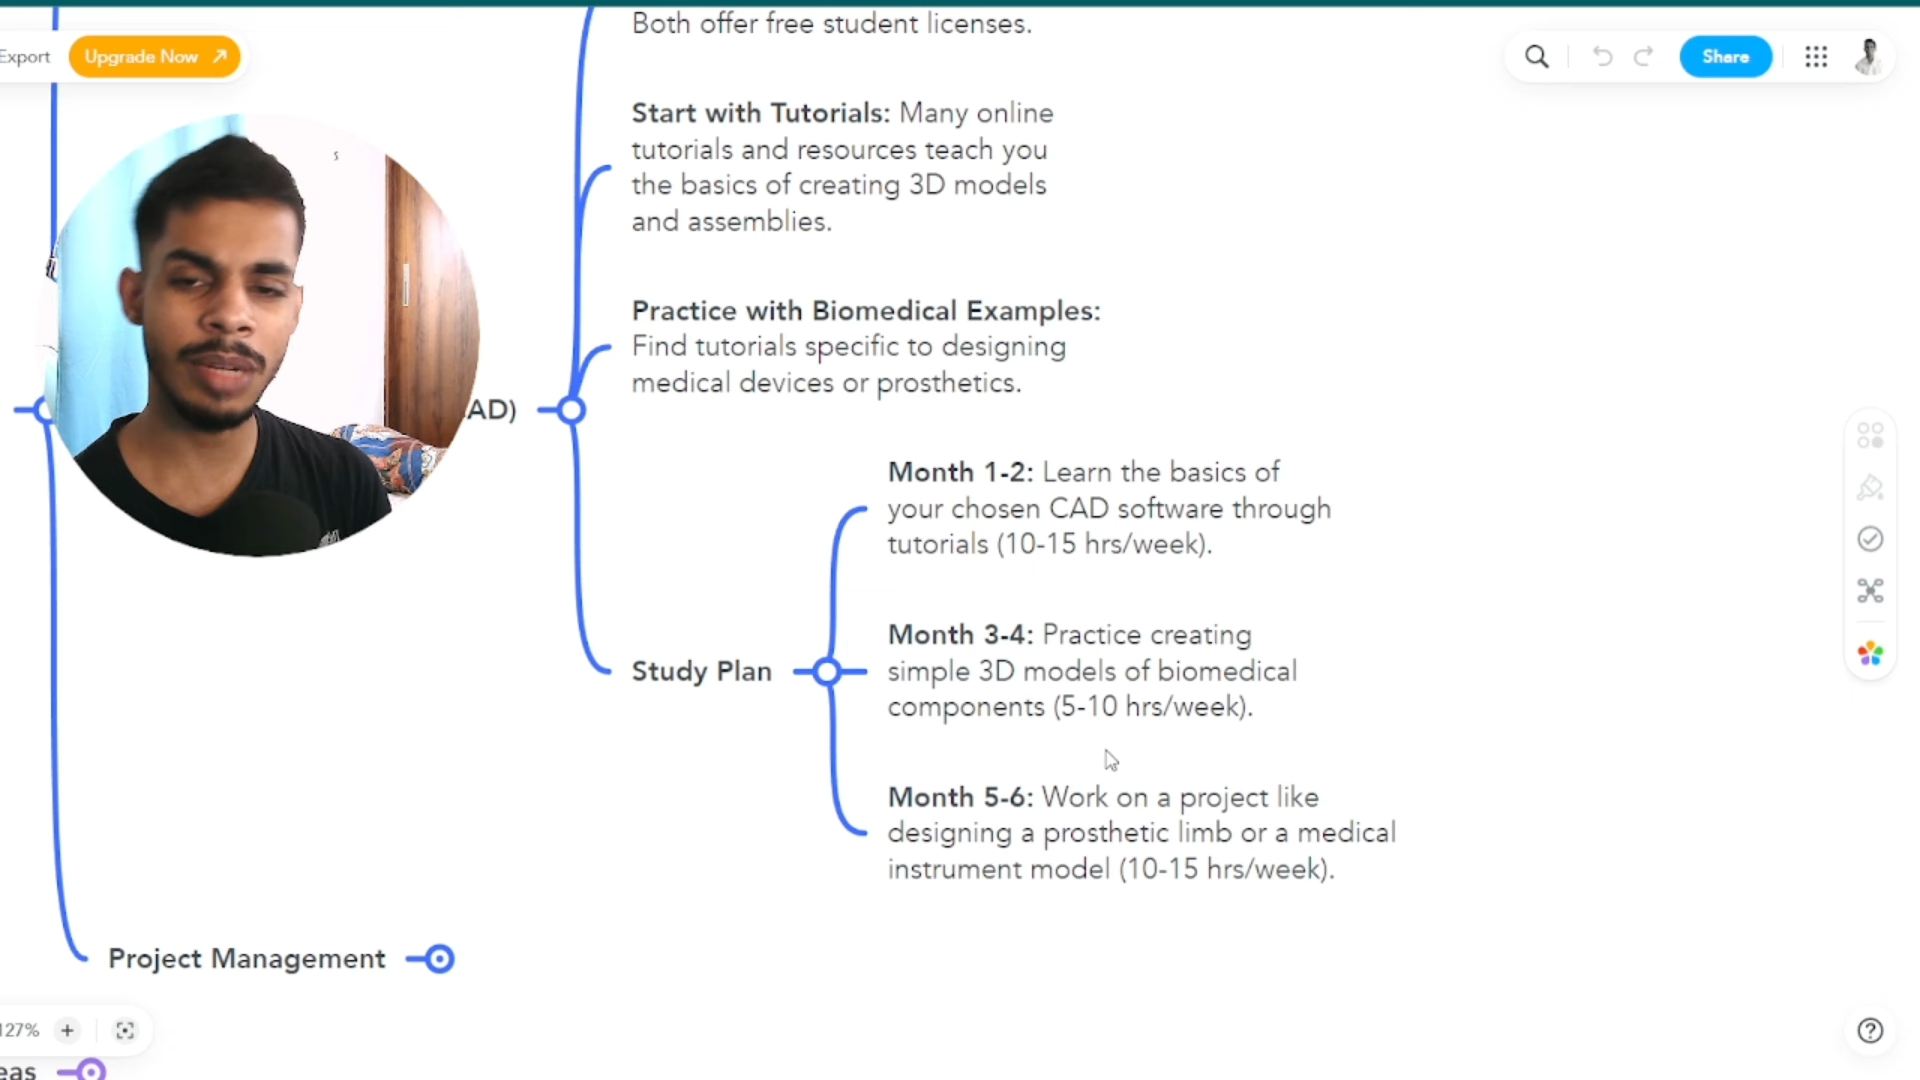 Both offer free student licenses.
Export
Upgrade Now
Share
Start with Tutorials: Many online
tutorials and resources teach you
the basics of creating 3D models
and assemblies.
Practice with Biomedical Examples:
Find tutorials specific to designing
medical devices or prosthetics.
AD)
Month 1-2: Learn the basics of
your chosen CAD software through
tutorials (10-15 hrs/week).
Study Plan
Month 3-4: Practice creating
simple 3D models of biomedical
components (5-10 hrs/week).
Month 5-6: Work on a project like
designing a prosthetic limb or a medical
instrument model (10-15 hrs/week).
Project Management
127%
eas